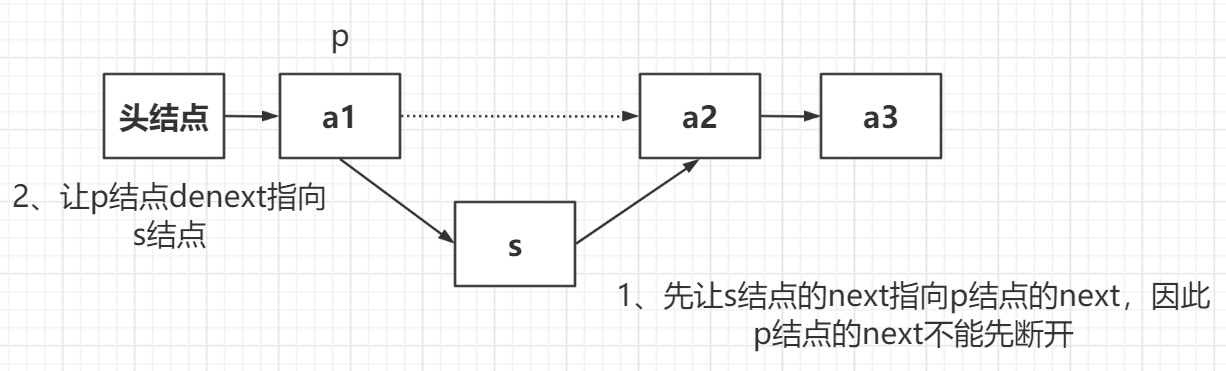 p
头结点
a1
a2
a3
2、让p结点denext指向
s结点
s
1、先让s结点的next指向p结点的next，因此
p结点的next不能先断开